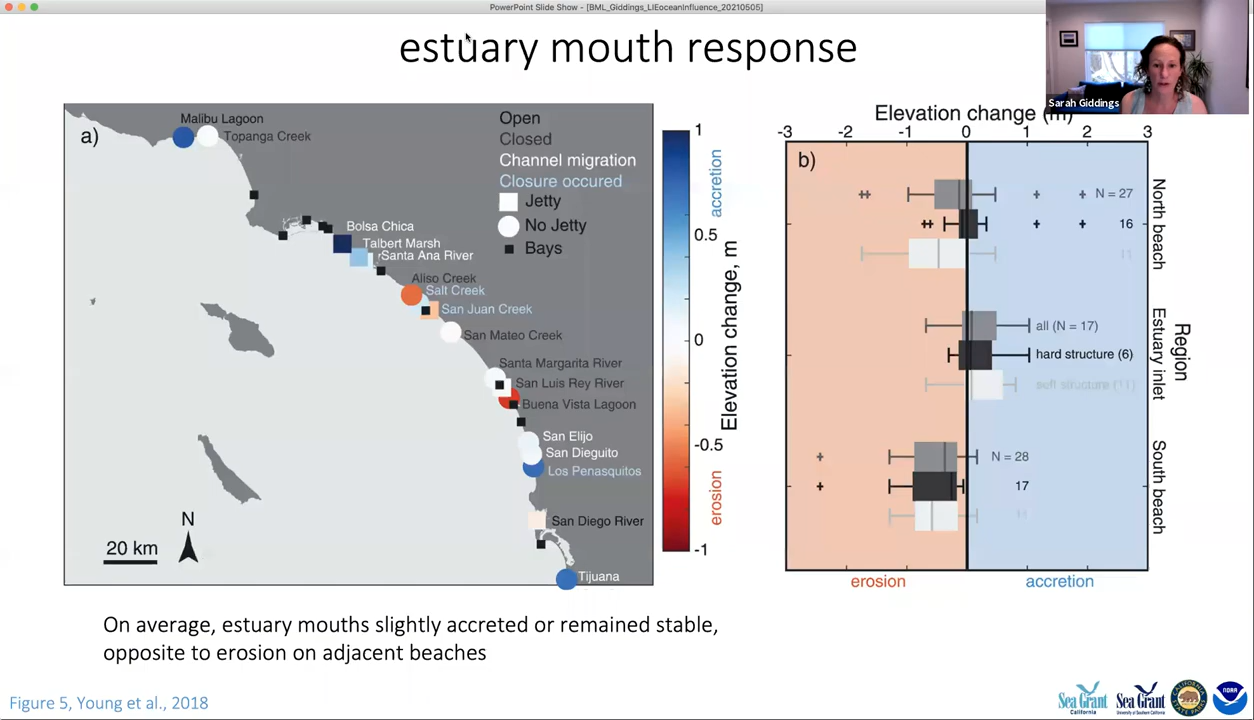 PowerPoint Slide Show - [BML_Giddings_LIEoceanInfluence_20210505]
estuary mouth response
Sarah Giddings
a)
Malibu Lagoon
Topanga Creek
Bolsa Chica
Talbert Marsh
Santa Ana River
Aliso Creek
Salt Creek
San Juan Creek
San Mateo Creek
Santa Margarita River
San Luis Rey River
Buena Vista Lagoon
San Elijo
San Dieguito
Los Penasquitos
San Diego River
Tijuana
Open
Closed
Channel migration
Closure occured
Jetty
No Jetty
Bays
N
20 km
1
0.5
0
-0.5
-1
accretion
erosion
Elevation change, m
Elevation change (m)
-3 -2 -1 0 1 2 3
b)
N = 27
16
11
all (N = 17)
hard structure (6)
soft structure (11)
N = 28
17
North beach
Estuary inlet
South beach
Region
erosion
accretion
On average, estuary mouths slightly accreted or remained stable,
opposite to erosion on adjacent beaches
Figure 5, Young et al., 2018
Sea Grant
California
Sea Grant
University of Southern California
NOAA